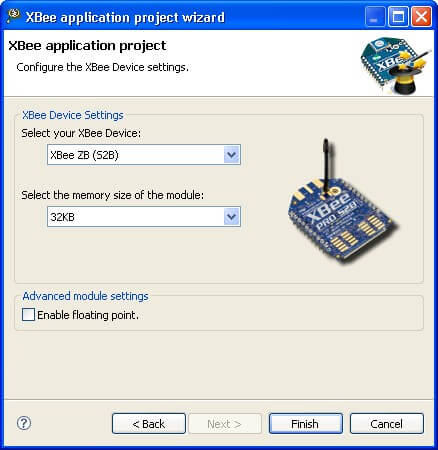 XBee application project wizard
XBee application project
Configure the XBee Device settings.
XBee
XBee Device Settings
Select your XBee Device:
XBee ZB (S2B)
Select the memory size of the module:
32KB
XBee
PRO S2B
Advanced module settings
Enable floating point.
?
< Back
Next >
Finish
Cancel